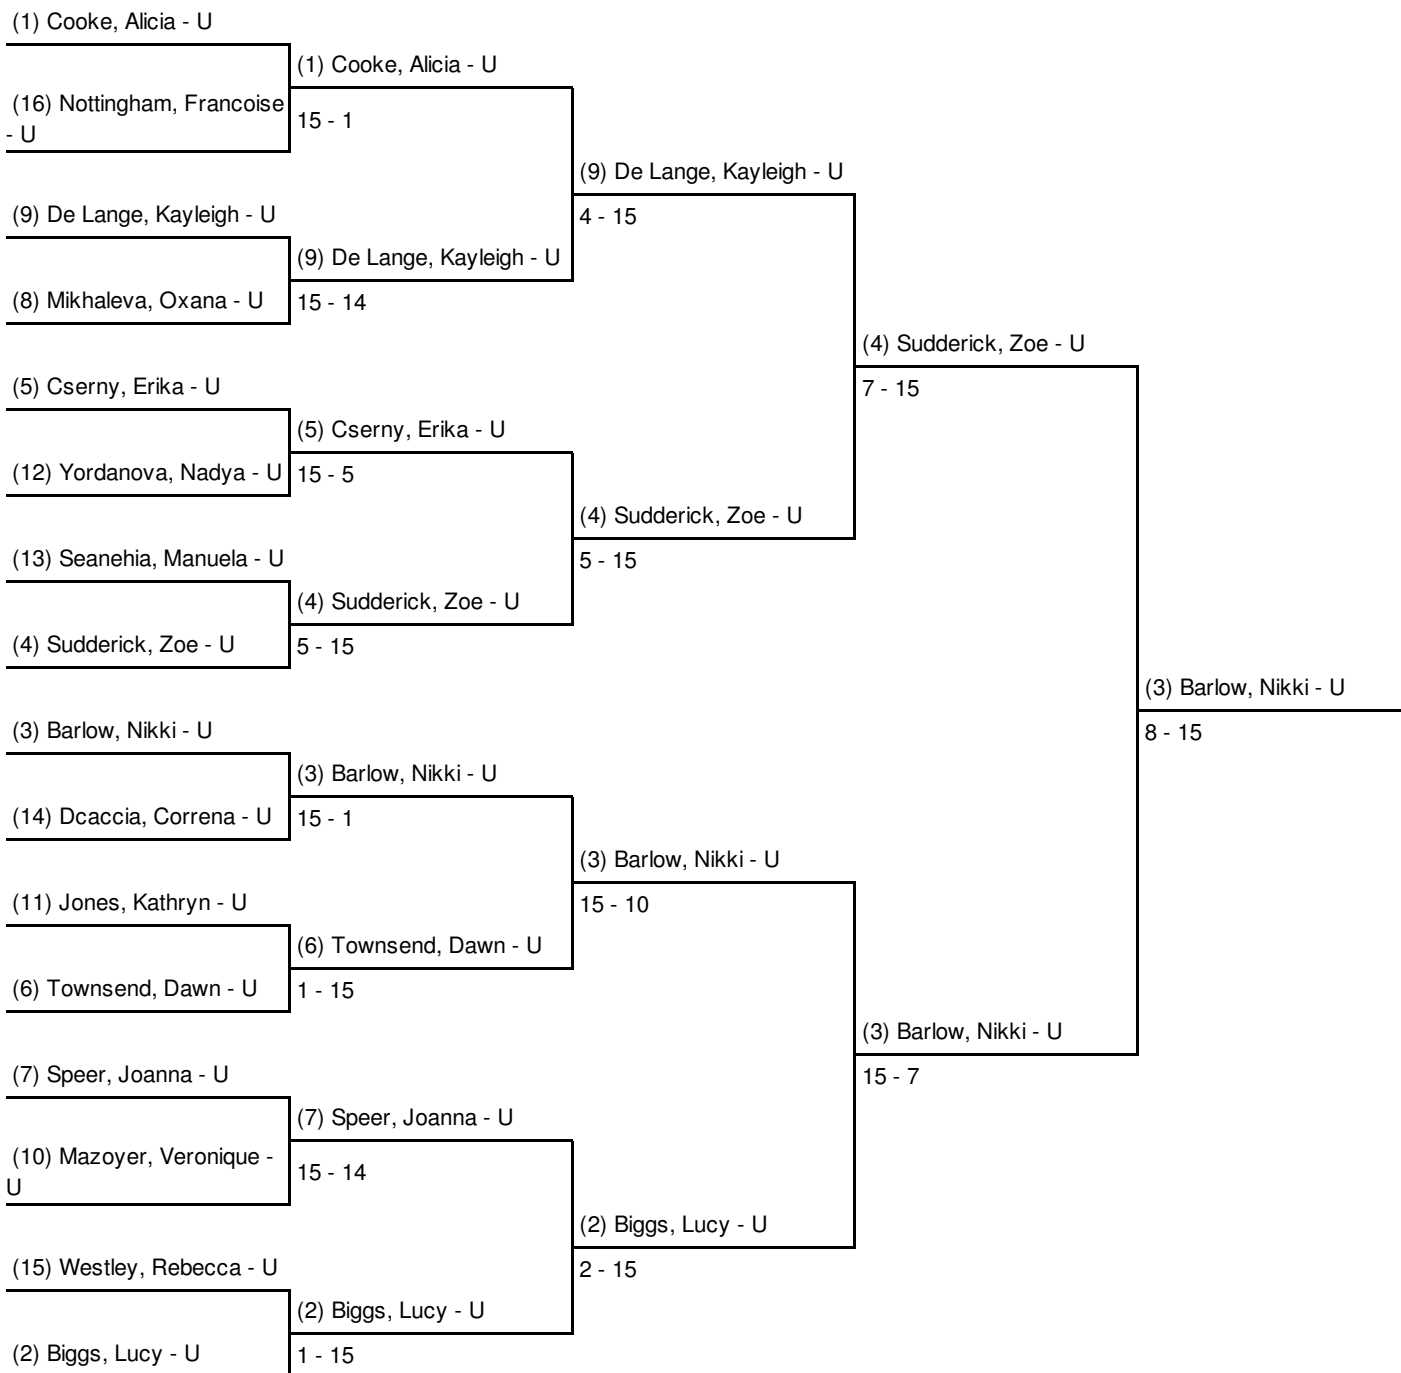 (1) Cooke, Alicia - U
(16) Nottingham, Francoise
- U
(9) De Lange, Kayleigh - U
(8) Mikhaleva, Oxana - U
(5) Cserny, Erika - U
(12) Yordanova, Nadya - U
(13) Seanehia, Manuela - U
(4) Sudderick, Zoe - U
(3) Barlow, Nikki - U
(14) Dcaccia, Correna - U
(11) Jones, Kathryn - U
(6) Townsend, Dawn - U
(7) Speer, Joanna - U
(10) Mazoyer, Veronique -
U
(15) Westley, Rebecca - U
(2) Biggs, Lucy - U
(1) Cooke, Alicia - U
15 - 1
(9) De Lange, Kayleigh - U
15 - 14
(5) Cserny, Erika - U
15 - 5
(4) Sudderick, Zoe - U
5 - 15
(3) Barlow, Nikki - U
15 - 1
(6) Townsend, Dawn - U
1 - 15
(7) Speer, Joanna - U
15 - 14
(2) Biggs, Lucy - U
1 - 15
(9) De Lange, Kayleigh - U
4 - 15
(4) Sudderick, Zoe - U
5 - 15
(3) Barlow, Nikki - U
15 - 10
(2) Biggs, Lucy - U
2 - 15
(4) Sudderick, Zoe - U
7 - 15
(3) Barlow, Nikki - U
15 - 7
(3) Barlow, Nikki - U
8 - 15